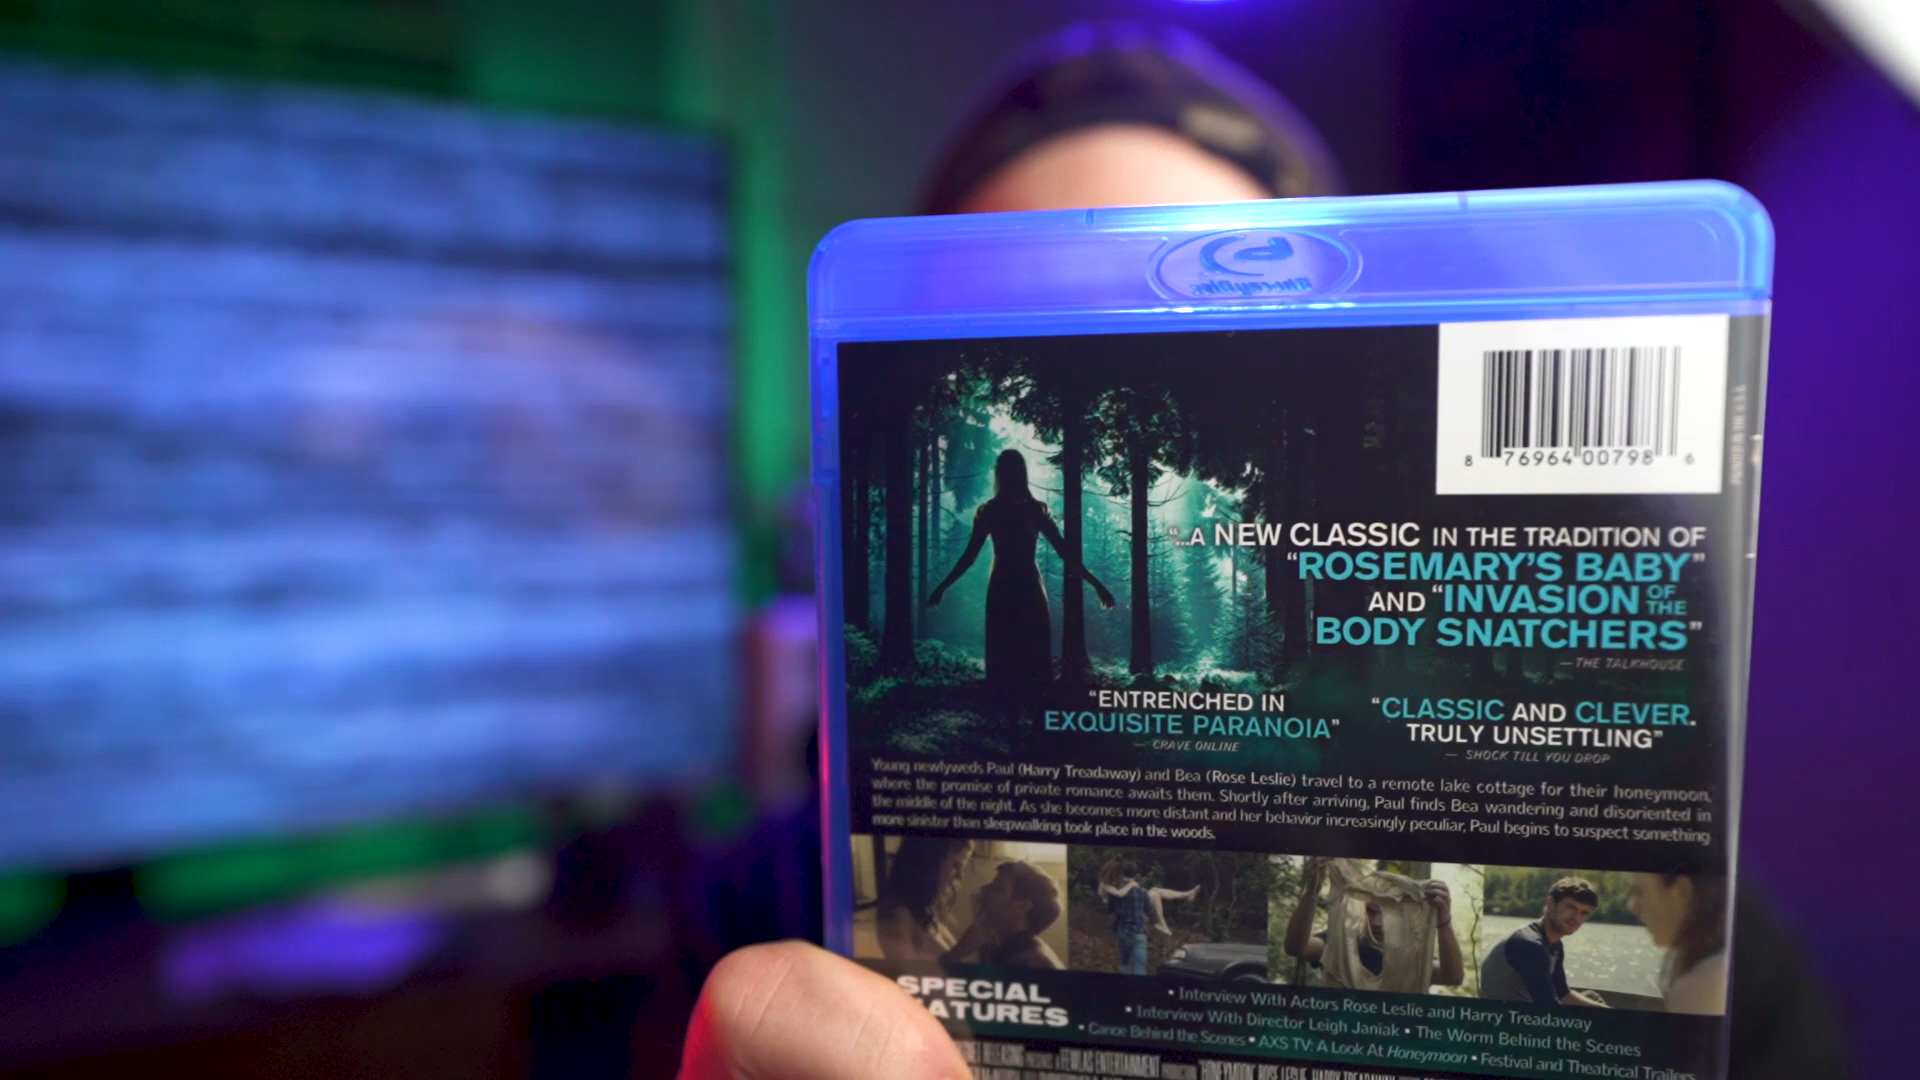 Blu-ray Disc
8 76964 00798 6
“...A NEW CLASSIC IN THE TRADITION OF
“ROSEMARY’S BABY”
AND “INVASION OF THE
BODY SNATCHERS”
— THE TALKHOUSE
“ENTRENCHED IN
EXQUISITE PARANOIA”
— CRAVE ONLINE
“CLASSIC AND CLEVER.
TRULY UNSETTLING”
— SHOCK TILL YOU DROP
Young newlyweds Paul (Harry Treadaway) and Bea (Rose Leslie) travel to a remote lake cottage for their honeymoon,
where the promise of private romance awaits them. Shortly after arriving, Paul finds Bea wandering and disoriented in
the middle of the night. As she becomes more distant and her behavior increasingly peculiar, Paul begins to suspect something
more sinister than sleepwalking took place in the woods.
SPECIAL
ATURES
• Interview With Actors Rose Leslie and Harry Treadaway
• Interview With Director Leigh Janiak • The Worm Behind the Scenes
• Canoe Behind the Scenes • AXS TV: A Look At Honeymoon • Festival and Theatrical Trailers